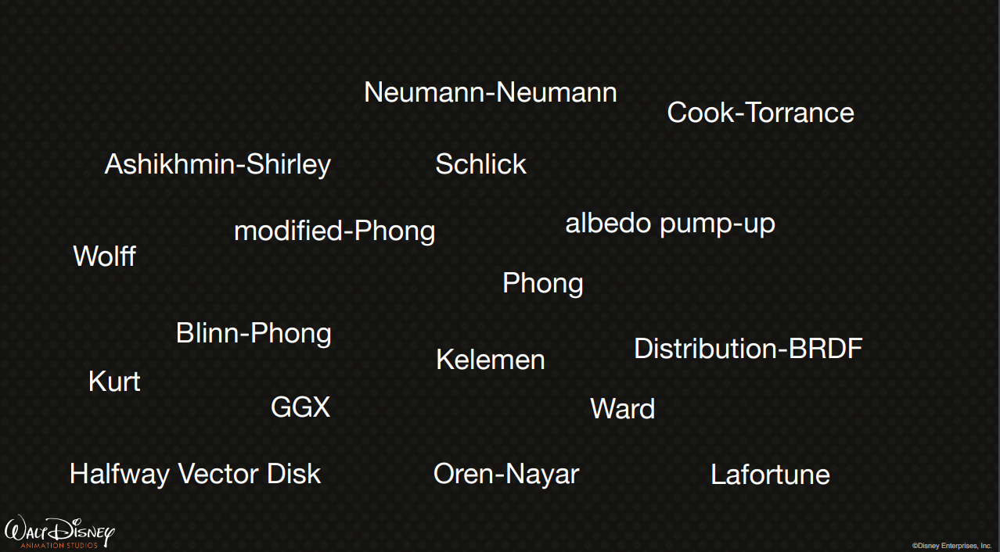 Neumann-Neumann
Cook-Torrance
Ashikhmin-Shirley
Schlick
albedo pump-up
modified-Phong
Wolff
Phong
Blinn-Phong
Distribution-BRDF
Kelemen
Kurt
GGX
Ward
Halfway Vector Disk
Oren-Nayar
Lafortune
WALT DISNEY
ANIMATION STUDIOS
©Disney Enterprises, Inc.